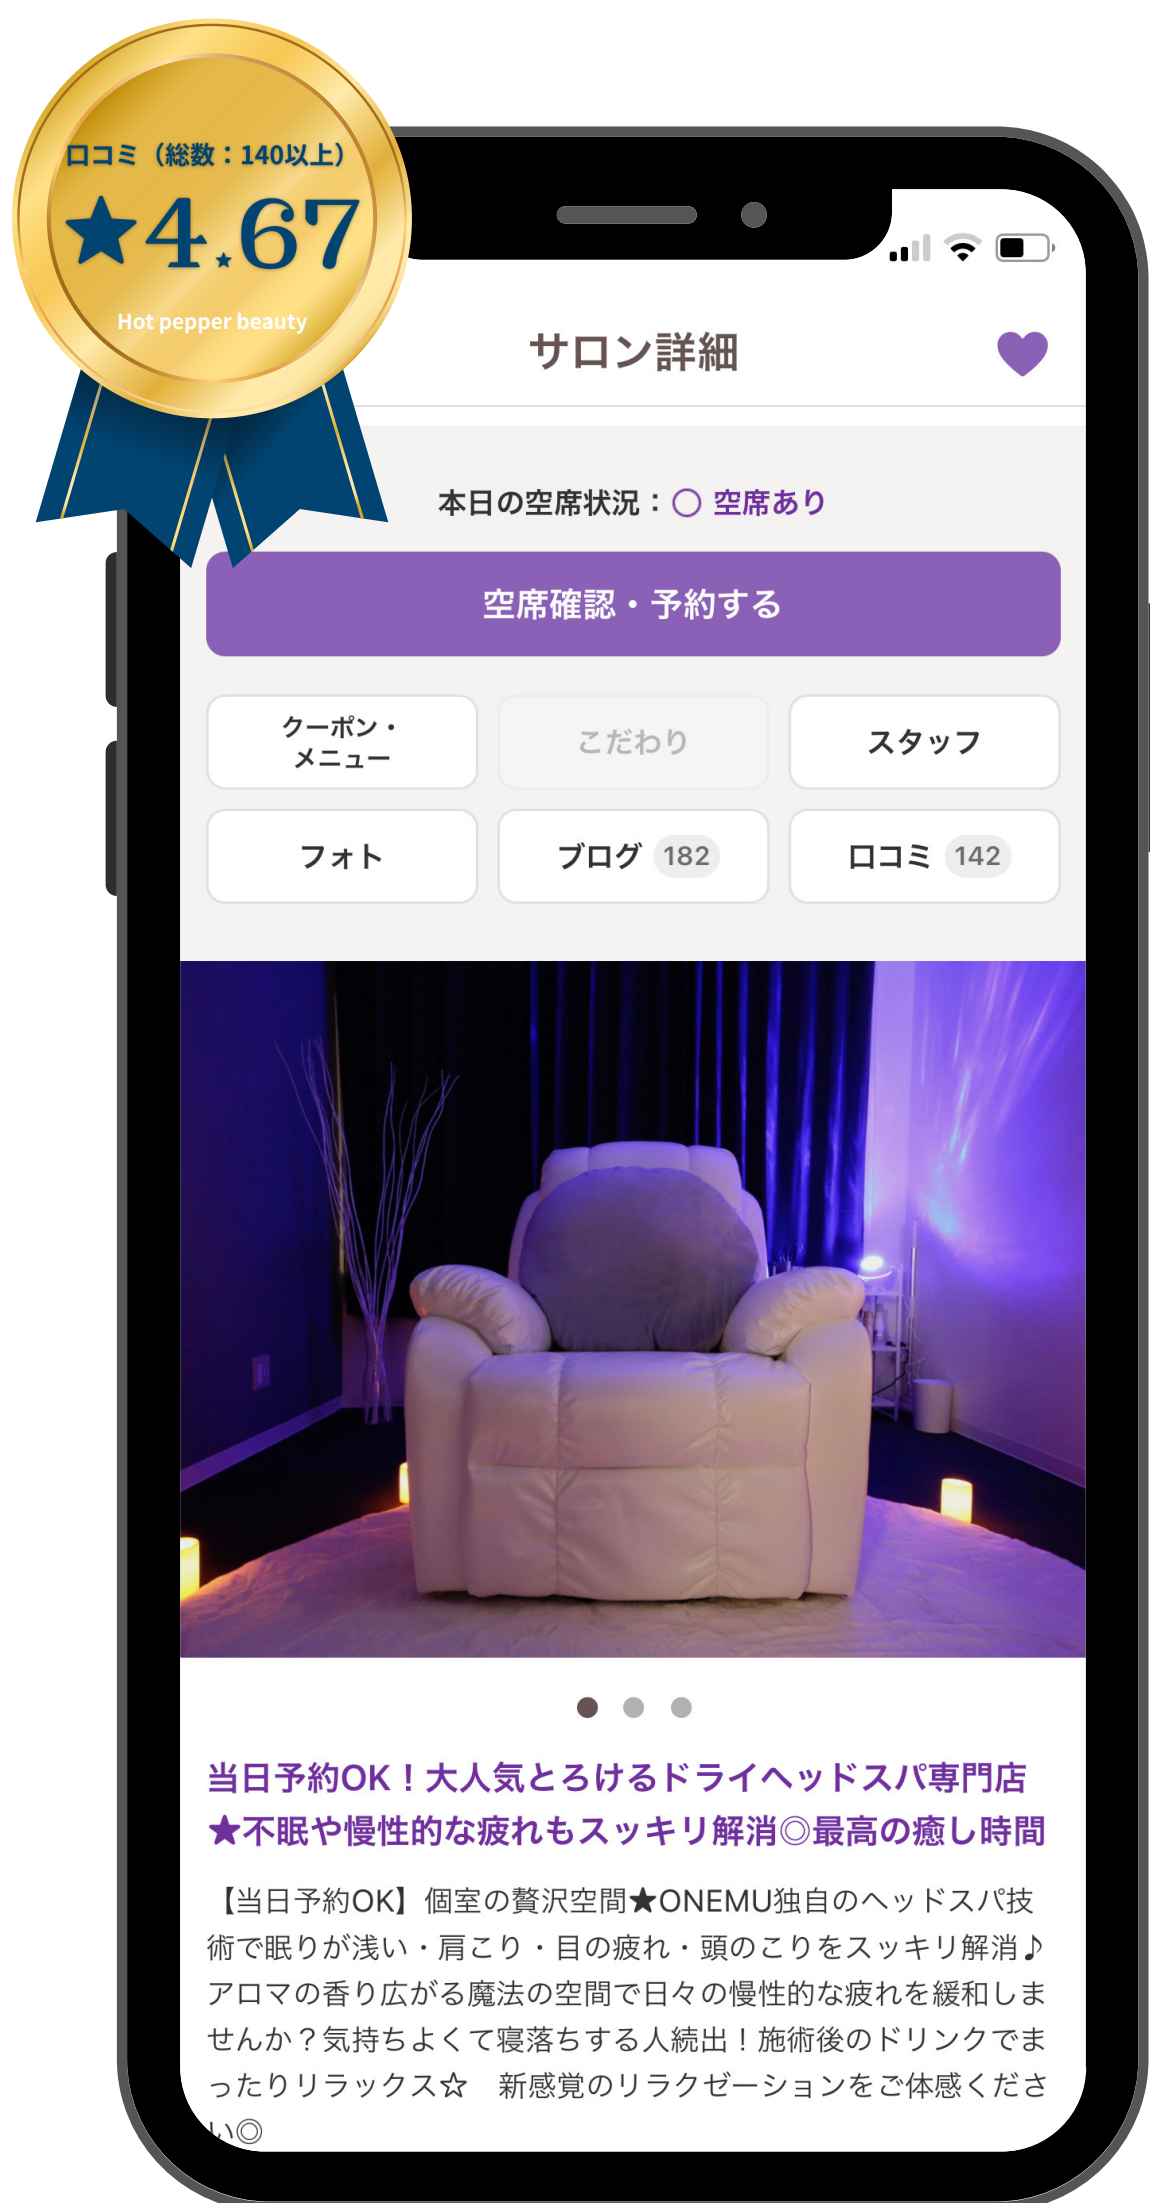 口コミ（総数：140以上）
★4.67
Hot pepper beauty
サロン詳細
本日の空席状況：〇 空席あり
空席確認・予約する
クーポン・
メニュー
こだわり
スタッフ
フォト
ブログ 182
口コミ 142
当日予約OK！大人気とろけるドライヘッドスパ専門店
★不眠や慢性的な疲れもスッキリ解消◎最高の癒し時間
【当日予約OK】個室の贅沢空間★ONEMU独自のヘッドスパ技
術で眠りが浅い・肩こり・目の疲れ・頭のこりをスッキリ解消♪
アロマの香り広がる魔法の空間で日々の慢性的な疲れを緩和しま
せんか？気持ちよくて寝落ちする人続出！施術後のドリンクでま
ったりリラックス☆　新感覚のリラクゼーションをご体感くださ
い◎